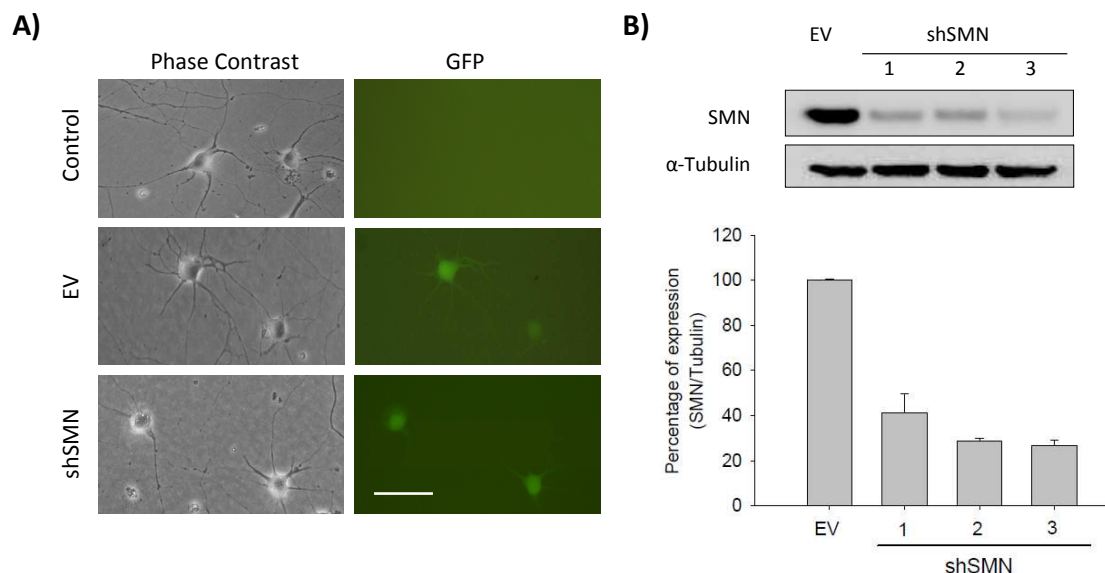 A)
Phase Contrast GFP
Control
EV
shSMN
B)
EV shSMN
1 2 3
SMN
α-Tubulin
Percentage of expression
(SMN/Tubulin)
120
100
80
60
40
20
0
EV 1 2 3
shSMN